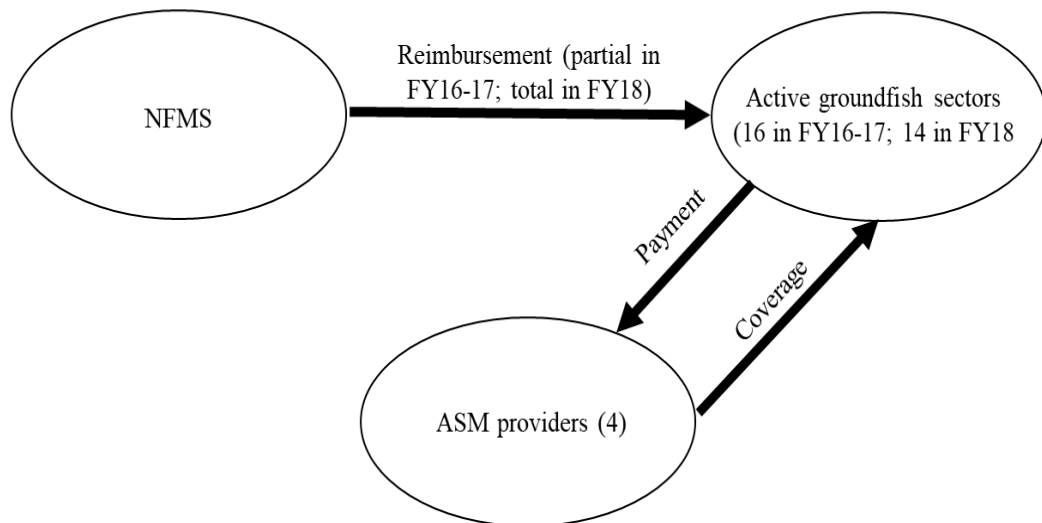 Reimbursement (partial in
FY16-17; total in FY18)
NFMS
Active groundfish sectors
(16 in FY16-17; 14 in FY18
Payment
Coverage
ASM providers (4)